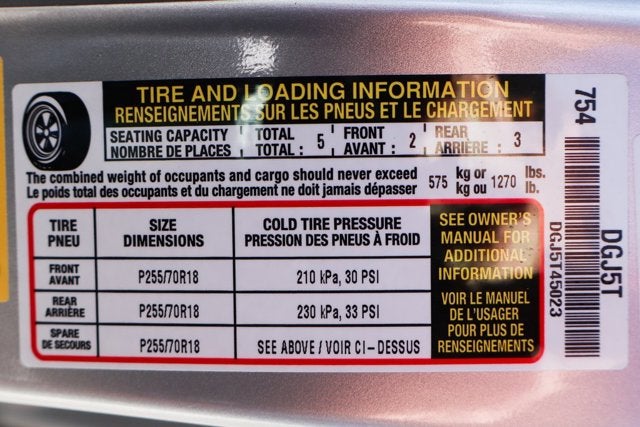 TIRE AND LOADING INFORMATION
RENSEIGNEMENTS SUR LES PNEUS ET LE CHARGEMENT
SEATING CAPACITY TOTAL FRONT REAR
NOMBRE DE PLACES TOTAL : 5 AVANT : 2 ARRIÈRE : 3
The combined weight of occupants and cargo should never exceed 575 kg or 1270 lbs.
Le poids total des occupants et du chargement ne doit jamais dépasser kg ou lb.
TIRE SIZE COLD TIRE PRESSURE
PNEU DIMENSIONS PRESSION DES PNEUS À FROID
FRONT
AVANT P255/70R18 210 kPa, 30 PSI
REAR
ARRIÈRE P255/70R18 230 kPa, 33 PSI
SPARE
DE SECOURS P255/70R18 SEE ABOVE / VOIR CI-DESSUS
SEE OWNER'S
MANUAL FOR
ADDITIONAL
INFORMATION
VOIR LE MANUEL
DE L'USAGER
POUR PLUS DE
RENSEIGNEMENTS
754
DGJ5T45023
DGJ5T